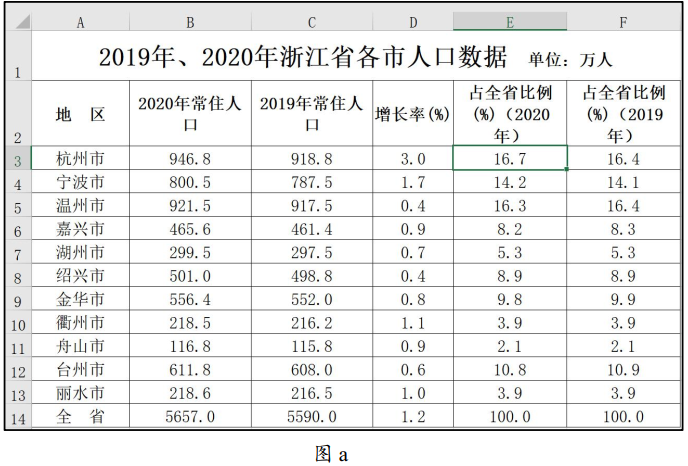 A B C D E F
1 2019年、2020年浙江省各市人口数据 单位：万人
2 地 区 2020年常住人口 2019年常住人口 增长率(%) 占全省比例(%)（2020年） 占全省比例(%)（2019年）
3 杭州市 946.8 918.8 3.0 16.7 16.4
4 宁波市 800.5 787.5 1.7 14.2 14.1
5 温州市 921.5 917.5 0.4 16.3 16.4
6 嘉兴市 465.6 461.4 0.9 8.2 8.3
7 湖州市 299.5 297.5 0.7 5.3 5.3
8 绍兴市 501.0 498.8 0.4 8.9 8.9
9 金华市 556.4 552.0 0.8 9.8 9.9
10 衢州市 218.5 216.2 1.1 3.9 3.9
11 舟山市 116.8 115.8 0.9 2.1 2.1
12 台州市 611.8 608.0 0.6 10.8 10.9
13 丽水市 218.6 216.5 1.0 3.9 3.9
14 全 省 5657.0 5590.0 1.2 100.0 100.0
图 a